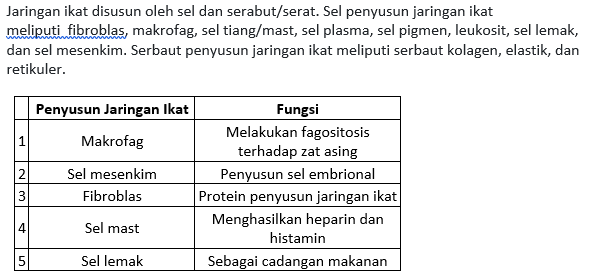 Jaringan ikat disusun oleh sel dan serabut/serat. Sel penyusun jaringan ikat
meliputi fibroblas, makrofag, sel tiang/mast, sel plasma, sel pigmen, leukosit, sel lemak,
dan sel mesenkim. Serbaut penyusun jaringan ikat meliputi serbaut kolagen, elastik, dan
retikuler.
Penyusun Jaringan Ikat Fungsi
1 Makrofag Melakukan fagositosis
terhadap zat asing
2 Sel mesenkim Penyusun sel embrional
3 Fibroblas Protein penyusun jaringan ikat
4 Sel mast Menghasilkan heparin dan
histamin
5 Sel lemak Sebagai cadangan makanan